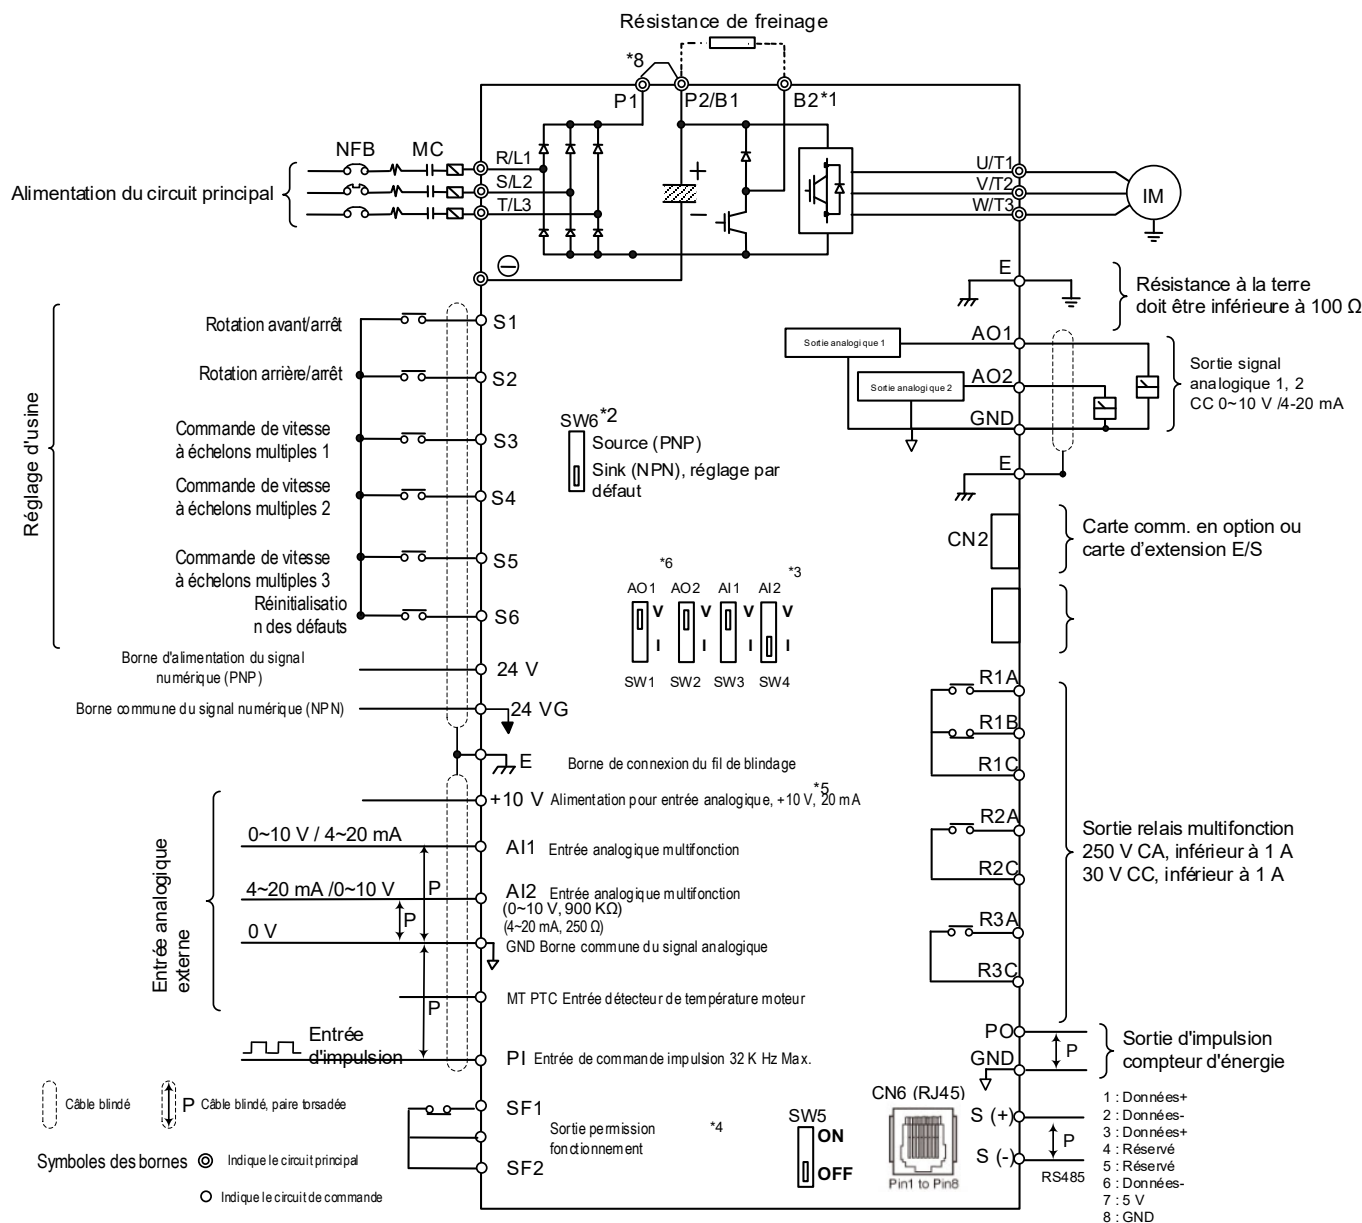 Résistance de freinage
*8
P1
P2/B1
B2*1
NFB
MC
Alimentation du circuit principal
R/L1
S/L2
T/L3
+
−
⊖
U/T1
V/T2
W/T3
IM
E
Résistance à la terre
doit être inférieure à 100 Ω
Réglage d'usine
Rotation avant/arrêt
S1
Rotation arrière/arrêt
S2
Commande de vitesse
à échelons multiples 1
S3
Commande de vitesse
à échelons multiples 2
S4
Commande de vitesse
à échelons multiples 3
S5
Réinitialisatio
n des défauts
S6
Borne d'alimentation du signal
numérique (PNP)
24 V
Borne commune du signal numérique (NPN)
24 VG
E
Borne de connexion du fil de blindage
SW6*2
Source (PNP)
Sink (NPN), réglage par
défaut
*6
*3
AO1
AO2
AI1
AI2
V
V
V
V
I
I
I
I
SW1
SW2
SW3
SW4
Sortie analogique 1
AO1
Sortie analogique 2
AO2
GND
E
Sortie signal
analogique 1, 2
CC 0~10 V /4-20 mA
CN2
Carte comm. en option ou
carte d'extension E/S
R1A
R1B
R1C
R2A
R2C
R3A
R3C
Sortie relais multifonction
250 V CA, inférieur à 1 A
30 V CC, inférieur à 1 A
Entrée analogique
externe
+10 V Alimentation pour entrée analogique, +10 V, 20 mA
*5
0~10 V / 4~20 mA
AI1 Entrée analogique multifonction
P
4~20 mA /0~10 V
AI2 Entrée analogique multifonction
(0~10 V, 900 KΩ)
(4~20 mA, 250 Ω)
P
0 V
GND Borne commune du signal analogique
MT PTC Entrée détecteur de température moteur
P
Entrée
d'impulsion
PI Entrée de commande impulsion 32 K Hz Max.
PO
GND
P
Sortie d'impulsion
compteur d'énergie
Câble blindé
P Câble blindé, paire torsadée
Symboles des bornes
Indique le circuit principal
Indique le circuit de commande
SF1
SF2
Sortie permission
fonctionnement
*4
SW5
ON
OFF
CN6 (RJ45)
Pin1 to Pin8
S (+)
S (-)
P
RS485
1 : Données+
2 : Données-
3 : Données+
4 : Réservé
5 : Réservé
6 : Données-
7 : 5 V
8 : GND